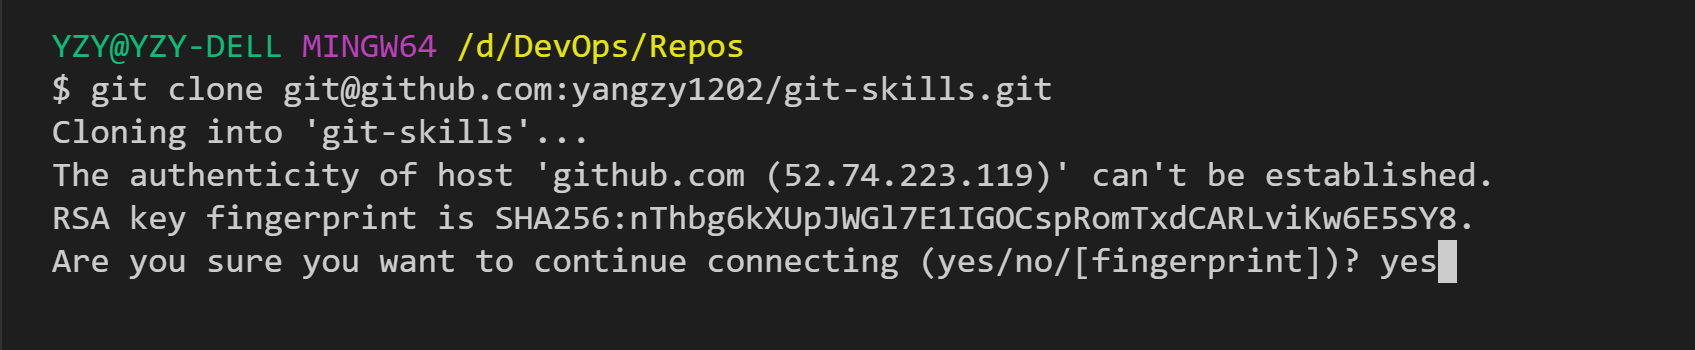 YZY@YZY-DELL MINGW64 /d/DevOps/Repos
$ git clone git@github.com:yangzy1202/git-skills.git
Cloning into 'git-skills'...
The authenticity of host 'github.com (52.74.223.119)' can't be established.
RSA key fingerprint is SHA256:nThbg6kXUpJWGl7E1IGOCspRomTxdCARLviKw6E5SY8.
Are you sure you want to continue connecting (yes/no/[fingerprint])? yes